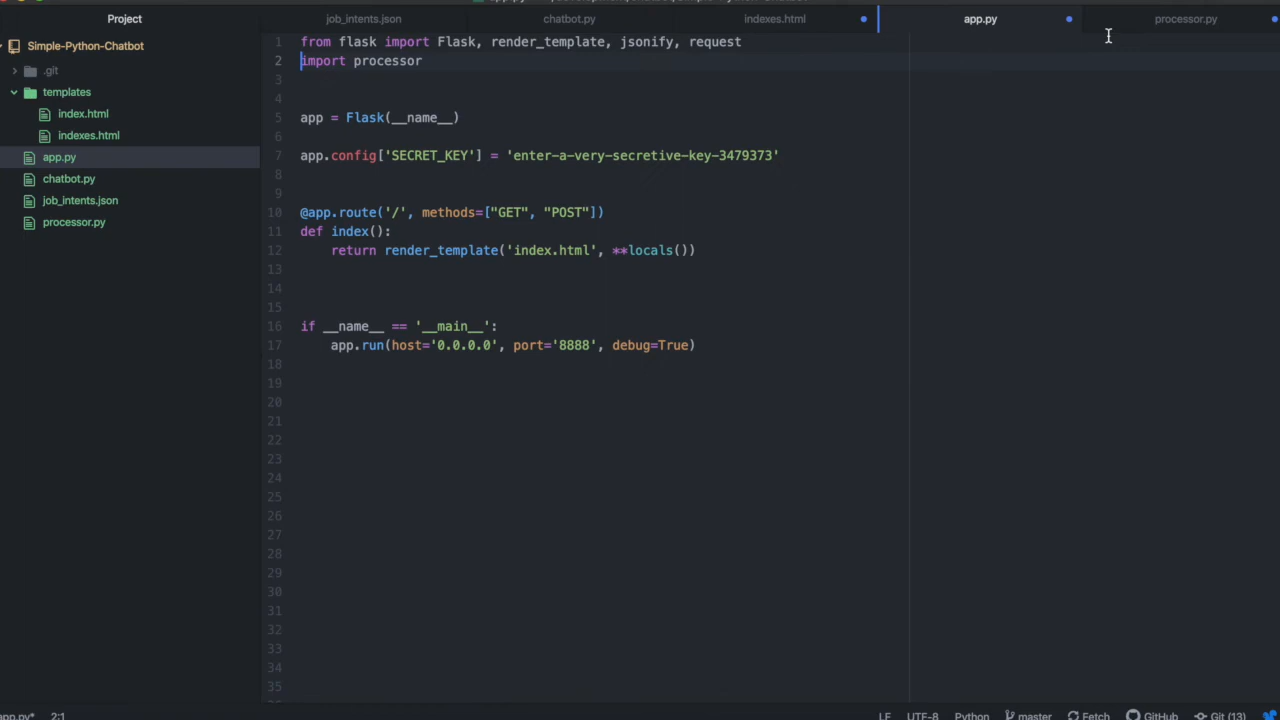 Project
job_intents.json
chatbot.py
indexes.html
app.py
processor.py
Simple-Python-Chatbot
.git
templates
index.html
indexes.html
app.py
chatbot.py
job_intents.json
processor.py
1 from flask import Flask, render_template, jsonify, request
2 import processor
3
4
5 app = Flask(__name__)
6
7 app.config['SECRET_KEY'] = 'enter-a-very-secretive-key-3479373'
8
9
10 @app.route('/', methods=["GET", "POST"])
11 def index():
12 return render_template('index.html', **locals())
13
14
15
16 if __name__ == '__main__':
17 app.run(host='0.0.0.0', port='8888', debug=True)
18
19
20
21
22
23
24
25
26
27
28
29
30
31
32
33
34
35
app.py* 2:1 LF UTF-8 Python master Fetch GitHub Git (13)